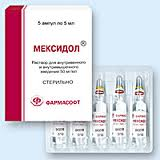 5 ампул по 5 мл
МЕКСИДОЛ®
Раствор для внутривенного
и внутримышечного
введения 50 мг/мл
СТЕРИЛЬНО
ФАРМАСОФТ